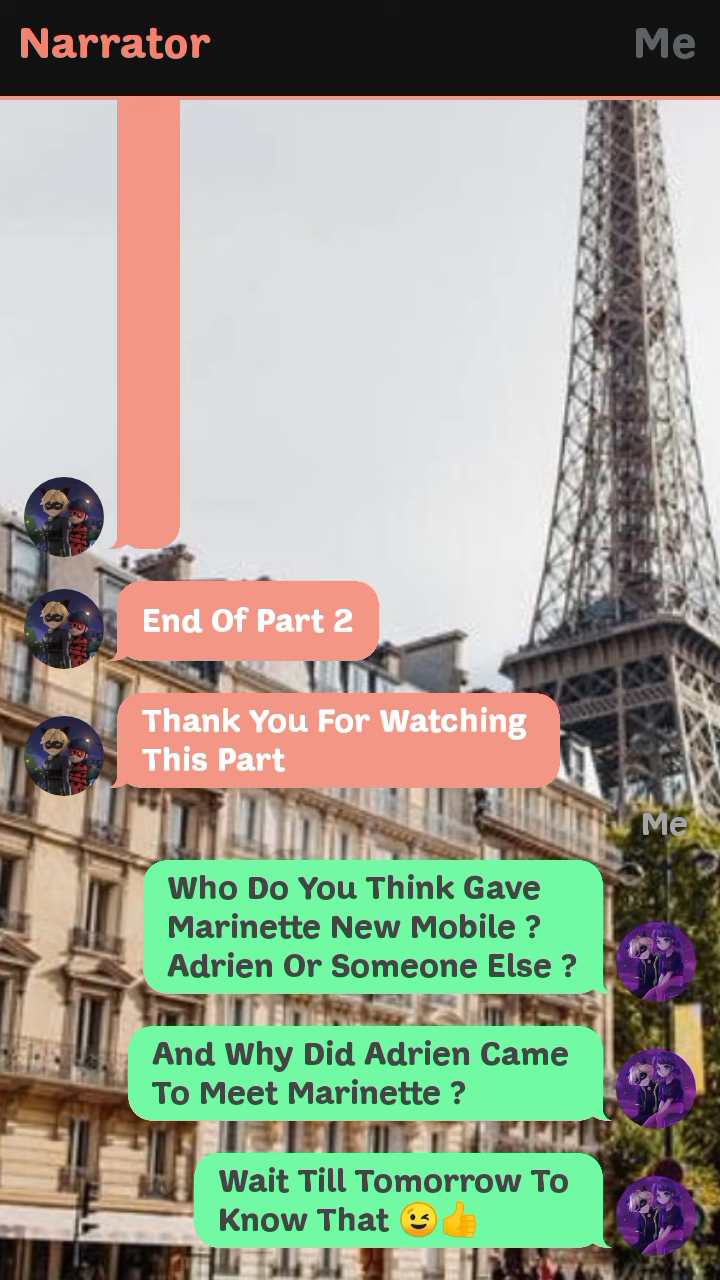 Narrator
Me
End Of Part 2
Thank You For Watching
This Part
Me
Who Do You Think Gave
Marinette New Mobile ?
Adrien Or Someone Else ?
And Why Did Adrien Came
To Meet Marinette ?
Wait Till Tomorrow To
Know That 😉👍